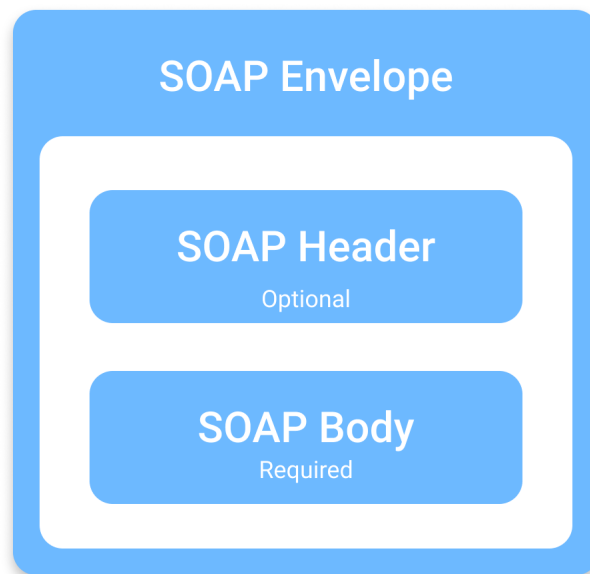 SOAP Envelope
SOAP Header
Optional
SOAP Body
Required